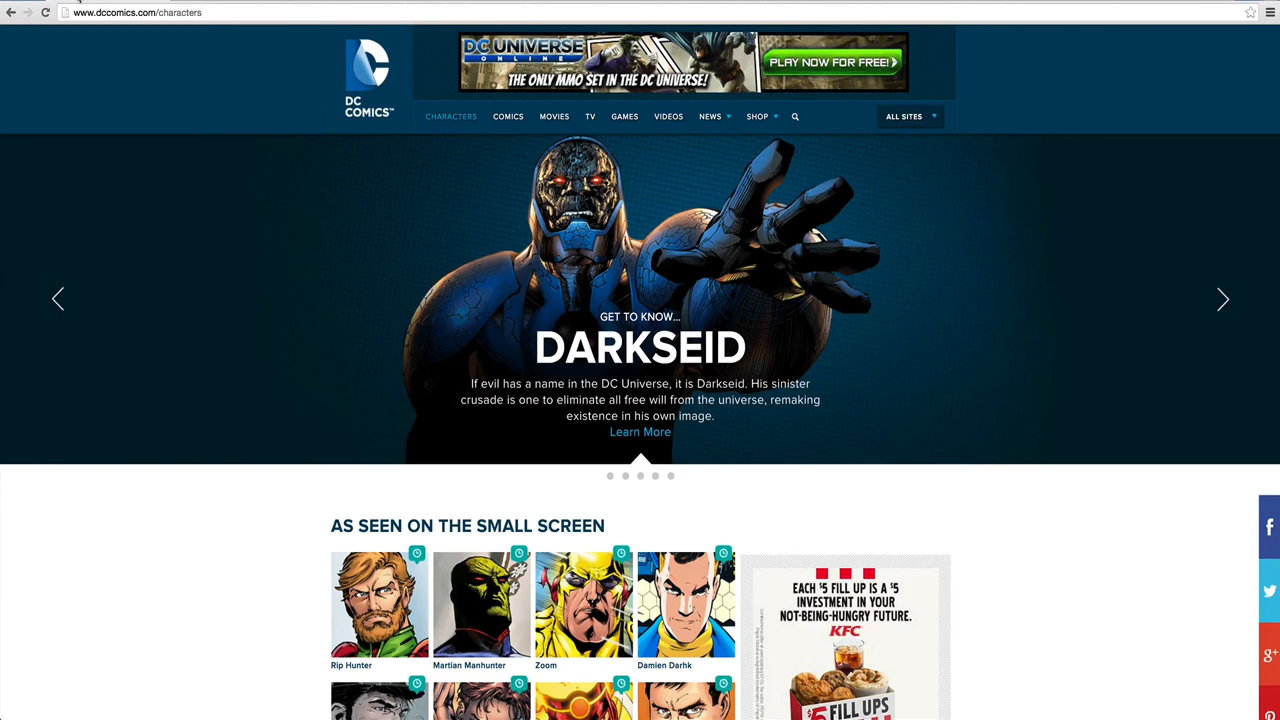 www.dccomics.com/characters
DC UNIVERSE
ONLINE
THE ONLY MMO SET IN THE DC UNIVERSE!
PLAY NOW FOR FREE!
DC
COMICS™
CHARACTERS COMICS MOVIES TV GAMES VIDEOS NEWS SHOP ALL SITES
GET TO KNOW...
DARKSEID
If evil has a name in the DC Universe, it is Darkseid. His sinister
crusade is one to eliminate all free will from the universe, remaking
existence in his own image.
Learn More
AS SEEN ON THE SMALL SCREEN
Rip Hunter Martian Manhunter Zoom Damien Darhk
EACH $5 FILL UP IS A $5
INVESTMENT IN YOUR
NOT-BEING-HUNGRY FUTURE.
KFC
$5 FILL UPS
f
g+